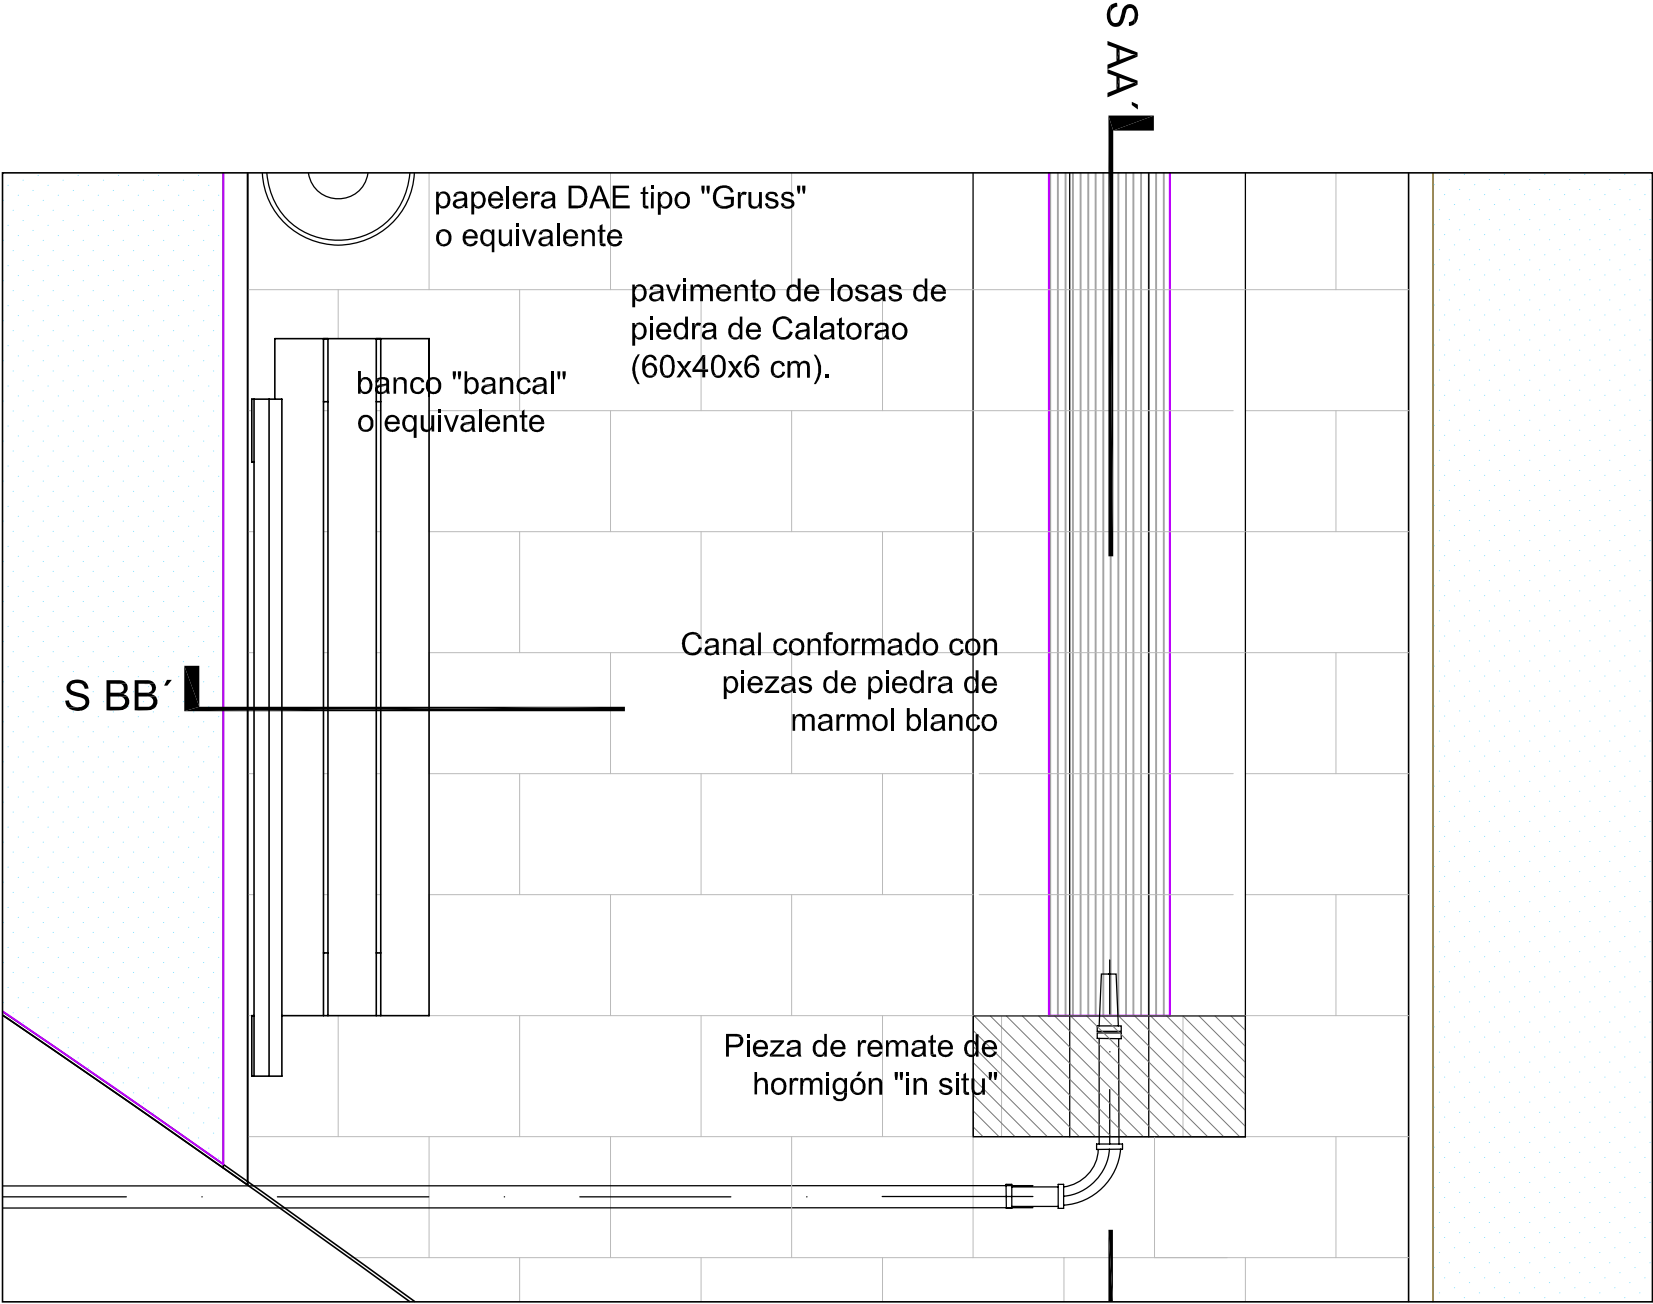 S AA´
papelera DAE tipo "Gruss"
o equivalente
pavimento de losas de
piedra de Calatorao
(60x40x6 cm).
banco "bancal"
o equivalente
Canal conformado con
piezas de piedra de
marmol blanco
S BB´
Pieza de remate de
hormigón "in situ"